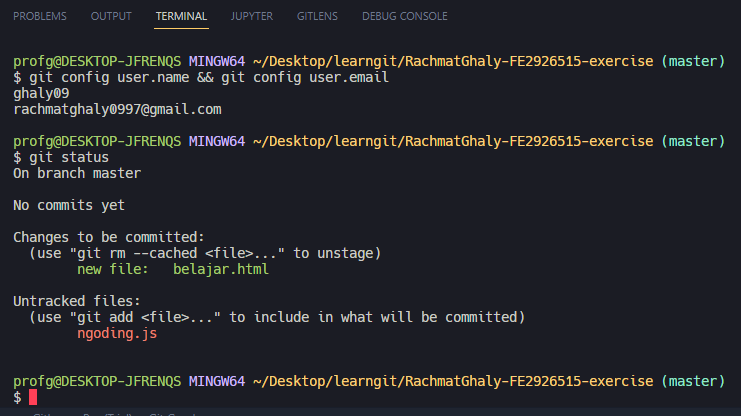 PROBLEMS OUTPUT TERMINAL JUPYTER GITLENS DEBUG CONSOLE
profg@DESKTOP-JFRENQS MINGW64 ~/Desktop/learngit/RachmatGhaly-FE2926515-exercise (master)
$ git config user.name && git config user.email
ghaly09
rachmatghaly0997@gmail.com
profg@DESKTOP-JFRENQS MINGW64 ~/Desktop/learngit/RachmatGhaly-FE2926515-exercise (master)
$ git status
On branch master
No commits yet
Changes to be committed:
(use "git rm --cached <file>..." to unstage)
new file: belajar.html
Untracked files:
(use "git add <file>..." to include in what will be committed)
ngoding.js
profg@DESKTOP-JFRENQS MINGW64 ~/Desktop/learngit/RachmatGhaly-FE2926515-exercise (master)
$